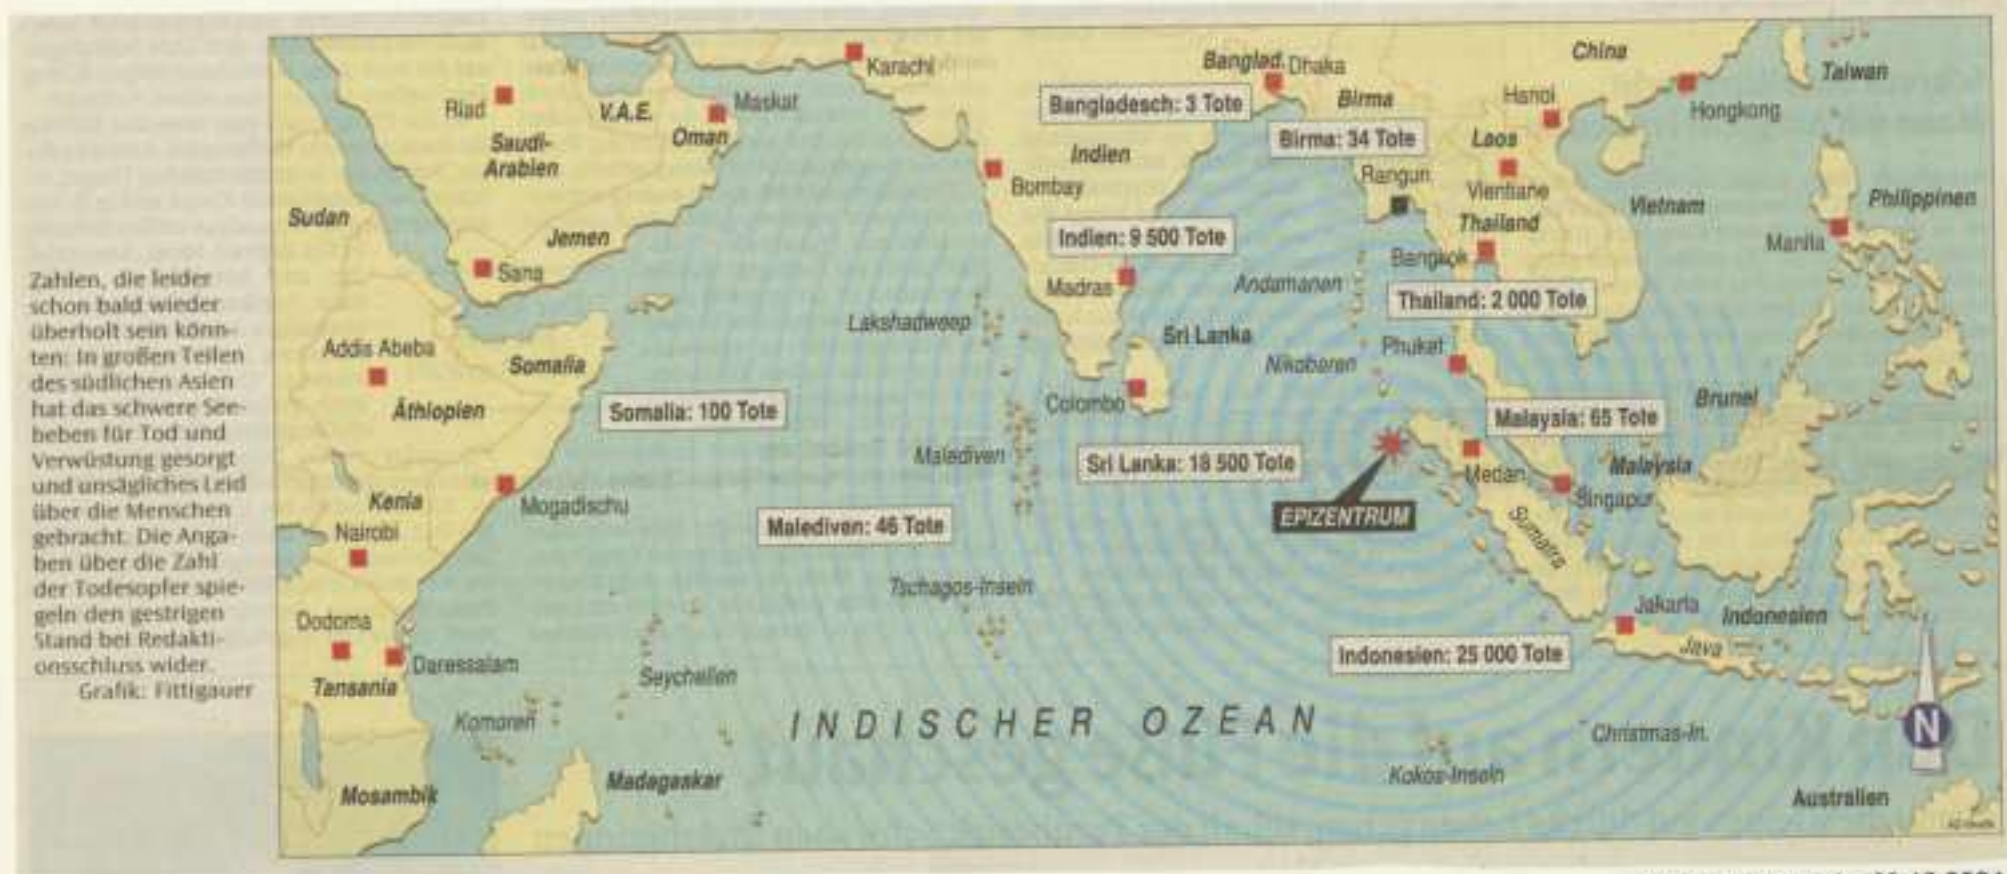 Zahlen, die leider
schon bald wieder
überholt sein könn-
ten: In großen Teilen
des südlichen Asien
hat das schwere See-
beben für Tod und
Verwüstung gesorgt
und unsägliches Leid
über die Menschen
gebracht. Die Anga-
ben über die Zahl
der Todesopfer spie-
geln den gestrigen
Stand bei Redakti-
onsschluss wider.
Grafik: Fittigauer
Karachi
Banglad. Dhaka
China
Taiwan
Riad
V.A.E.
Maskat
Bangladesch: 3 Tote
Birma
Hanoi
Hongkong
Saudi-
Arabien
Oman
Indien
Birma: 34 Tote
Laos
Bombay
Rangun
Vientiane
Vietnam
Philippinen
Sudan
Jemen
Indien: 9 500 Tote
Thailand
Manila
Sana
Madras
Andamanen
Bangkok
Thailand: 2 000 Tote
Lakshadweep
Sri Lanka
Addis Abeba
Somalia
Nikobaren
Phuket
Äthiopien
Somalia: 100 Tote
Colombo
Malaysia: 65 Tote
Brunei
Malediven
Sri Lanka: 18 500 Tote
Medan
Malaysia
Kenia
Mogadischu
Malediven: 46 Tote
EPIZENTRUM
Singapur
Nairobi
Sumatra
Tschagos-Inseln
Dodoma
Jakarta
Indonesien
Daressalam
Seychellen
Indonesien: 25 000 Tote
Java
Tansania
Komoren
INDISCHER OZEAN
Christmas-In.
N
Mosambik
Madagaskar
Kokos-Inseln
Australien